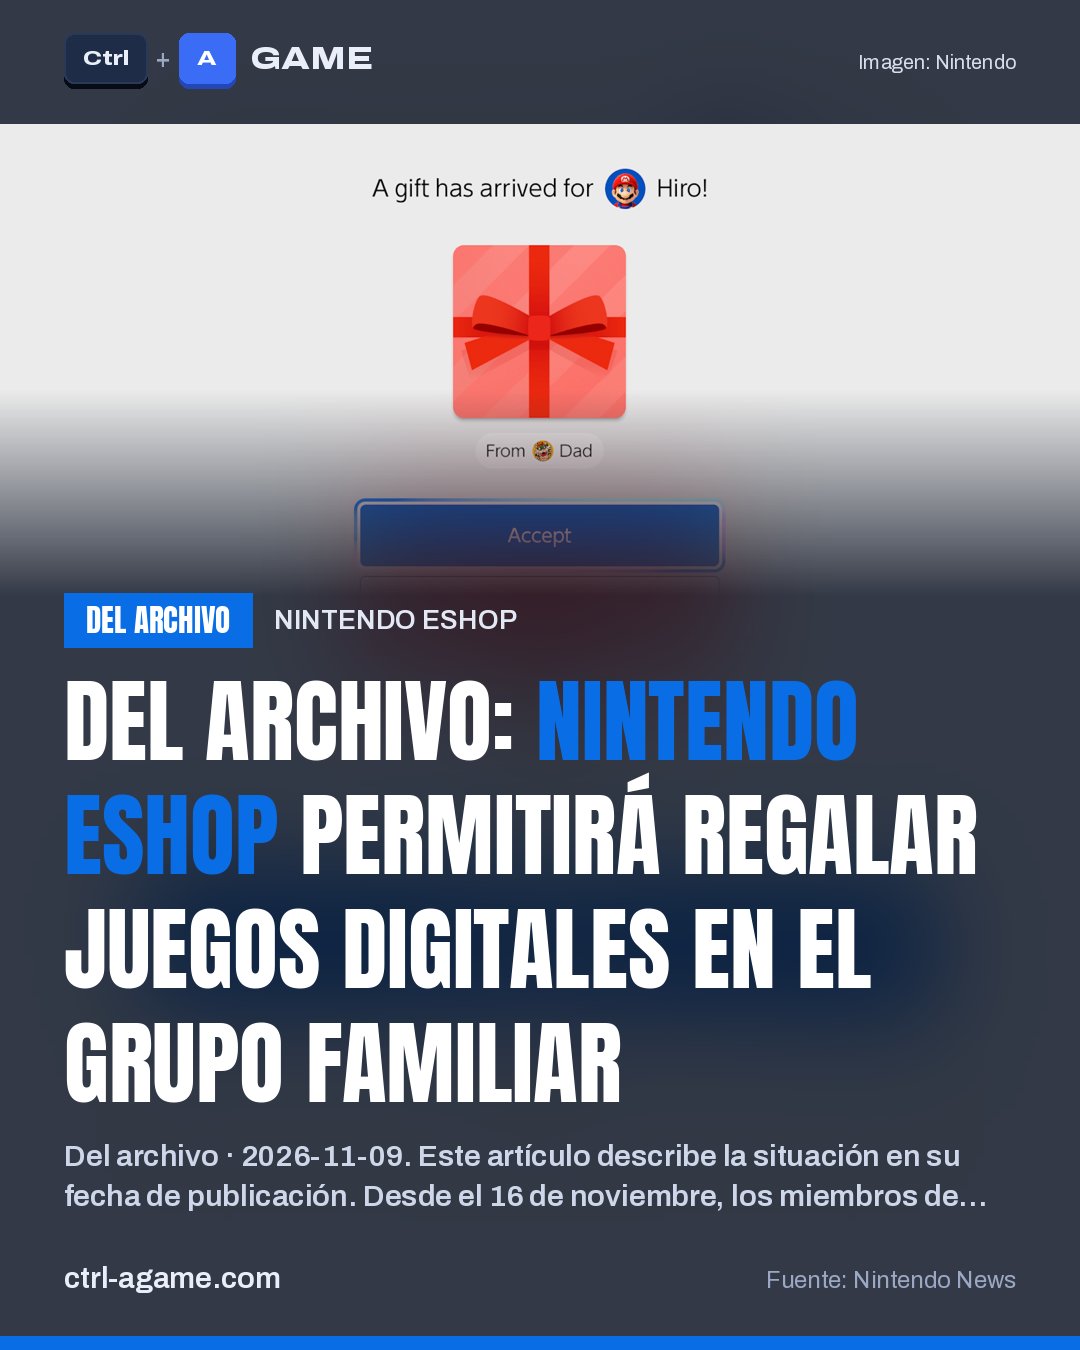 Ctrl + A GAME
Imagen: Nintendo
A gift has arrived for Hiro!
From Dad
Accept
DEL ARCHIVO NINTENDO ESHOP
DEL ARCHIVO: NINTENDO
ESHOP PERMITIRÁ REGALAR
JUEGOS DIGITALES EN EL
GRUPO FAMILIAR
Del archivo · 2026-11-09. Este artículo describe la situación en su
fecha de publicación. Desde el 16 de noviembre, los miembros de...
ctrl-agame.com
Fuente: Nintendo News